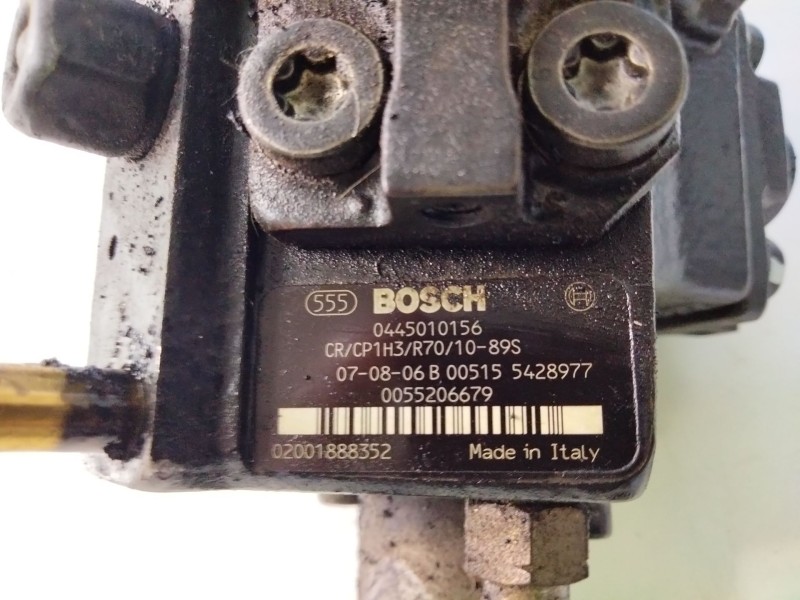 555 BOSCH
0445010156
CR/CP1H3/R70/10-89S
07-08-06 B 00515 5428977
0055206679
02001888352 Made in Italy